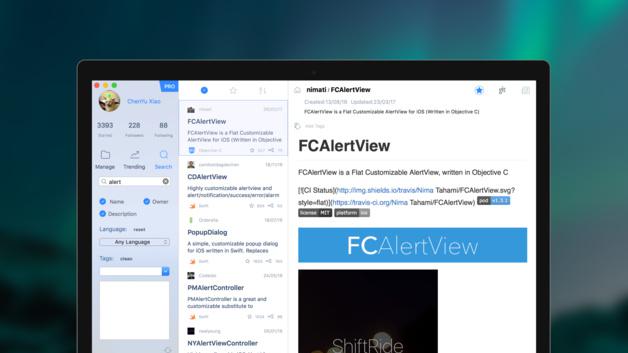 PRO
ChenYu Xiao
3393 228 88
Starred Followers Following
Manage Trending Search
alert
Name Owner
Description
Language: reset
Any Language
Tags: clean
nimati
FCAlertView
FCAlertView is a Flat Customizable
AlertView for iOS (Written in Objective
Objective-C
18/11/16
CDAlertView
Highly customizable alertview and
alert/notification/success/error/alarm
Swift
Orderella
07/11/16
PopupDialog
A simple, customizable popup dialog
for iOS written in Swift. Replaces
Swift
Codeido
24/05/16
PMAlertController
PMAlertController is a great and
customizable substitute to
Swift
nealyoung
NYAlertViewController
nimati / FCAlertView
Created 13/09/16 Updated 23/03/17
FCAlertView is a Flat Customizable AlertView for iOS (Written in Objective C)
Add Tags
FCAlertView
FCAlertView is a Flat Customizable AlertView, written in Objective C
[![CI Status](http://img.shields.io/travis/Nima Tahami/FCAlertView.svg?
style=flat)](https://travis-ci.org/Nima Tahami/FCAlertView) pod v1.3.1
license MIT platform ios
FCAlertView
ShiftRide